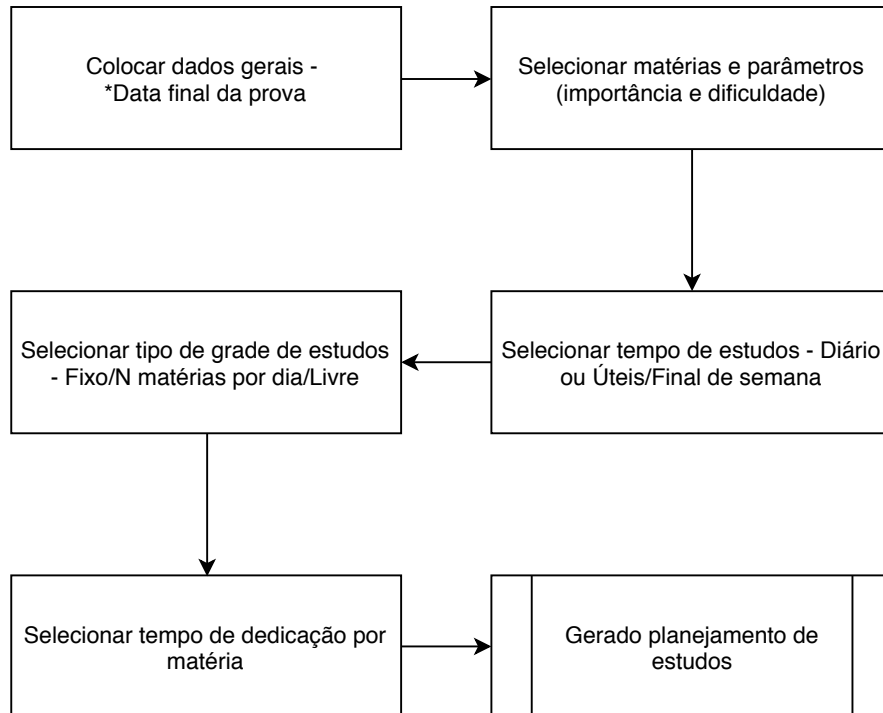 Colocar dados gerais -
*Data final da prova
Selecionar matérias e parâmetros
(importância e dificuldade)
Selecionar tempo de estudos - Diário
ou Úteis/Final de semana
Selecionar tipo de grade de estudos
- Fixo/N matérias por dia/Livre
Selecionar tempo de dedicação por
matéria
Gerado planejamento de
estudos